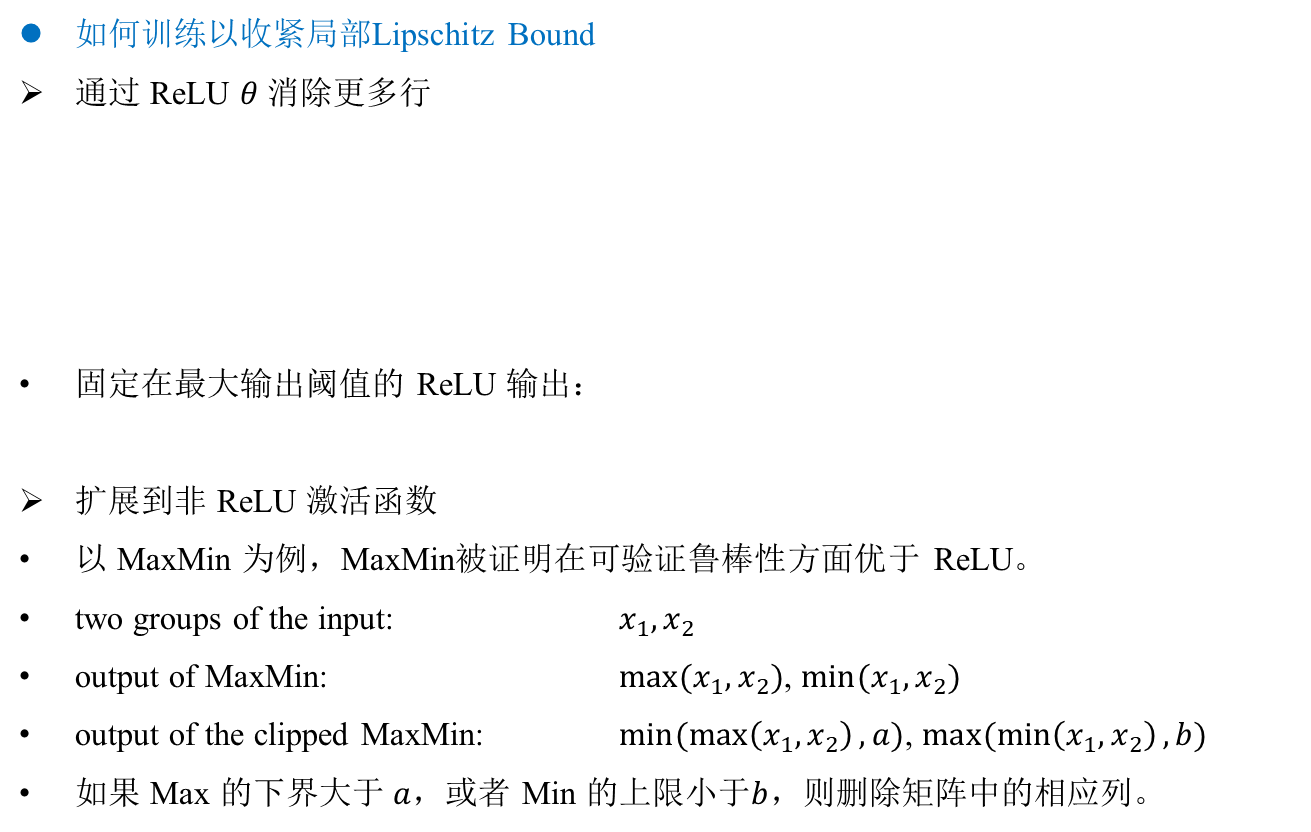 ● 如何训练以收紧局部Lipschitz Bound
➢ 通过 ReLU θ 消除更多行
• 固定在最大输出阈值的 ReLU 输出：
➢ 扩展到非 ReLU 激活函数
• 以 MaxMin 为例，MaxMin被证明在可验证鲁棒性方面优于 ReLU。
• two groups of the input: x₁, x₂
• output of MaxMin: max(x₁, x₂), min(x₁, x₂)
• output of the clipped MaxMin: min(max(x₁, x₂), a), max(min(x₁, x₂), b)
• 如果 Max 的下界大于 a，或者 Min 的上限小于b，则删除矩阵中的相应列。